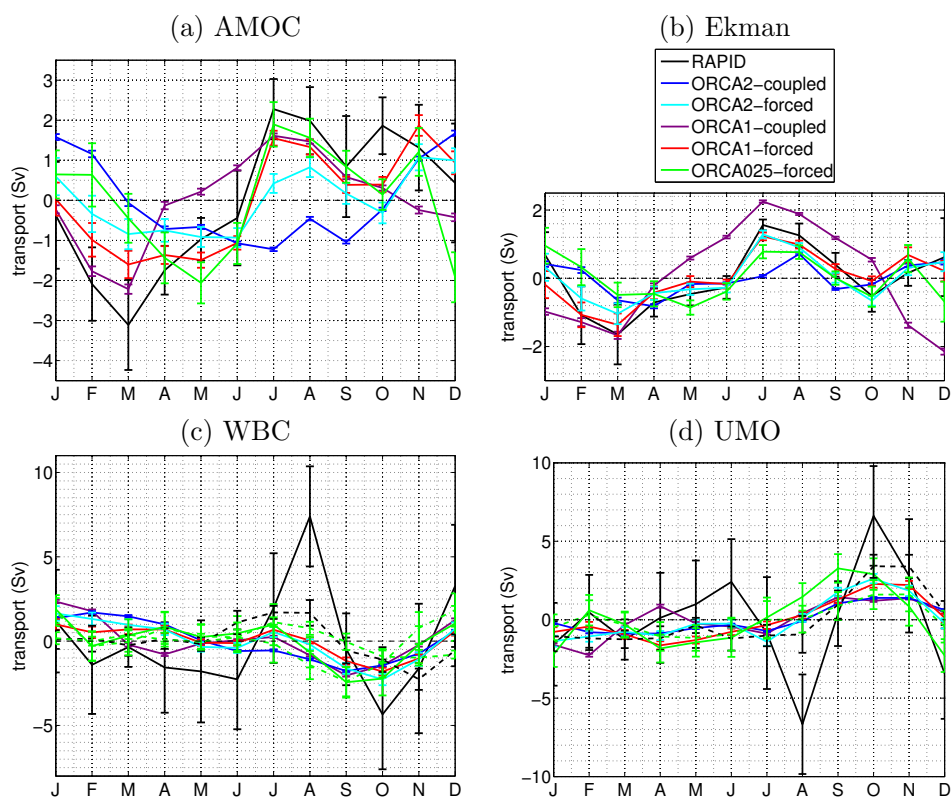 (a) AMOC
(b) Ekman
RAPID
ORCA2−coupled
ORCA2−forced
ORCA1−coupled
ORCA1−forced
ORCA025−forced
transport (Sv)
3
2
1
0
−1
−2
−3
−4
J F M A M J J A S O N D
transport (Sv)
2
0
−2
J F M A M J J A S O N D
(c) WBC
(d) UMO
transport (Sv)
10
5
0
−5
J F M A M J J A S O N D
transport (Sv)
10
5
0
−5
−10
J F M A M J J A S O N D